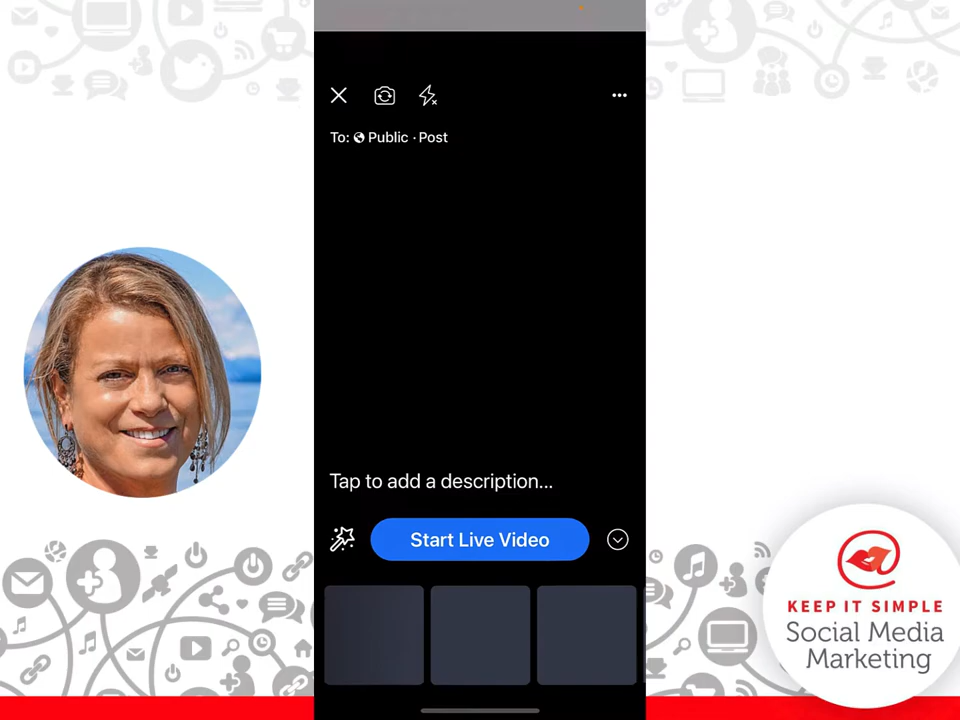 To: Public · Post
Tap to add a description...
Start Live Video
KEEP IT SIMPLE
Social Media
Marketing